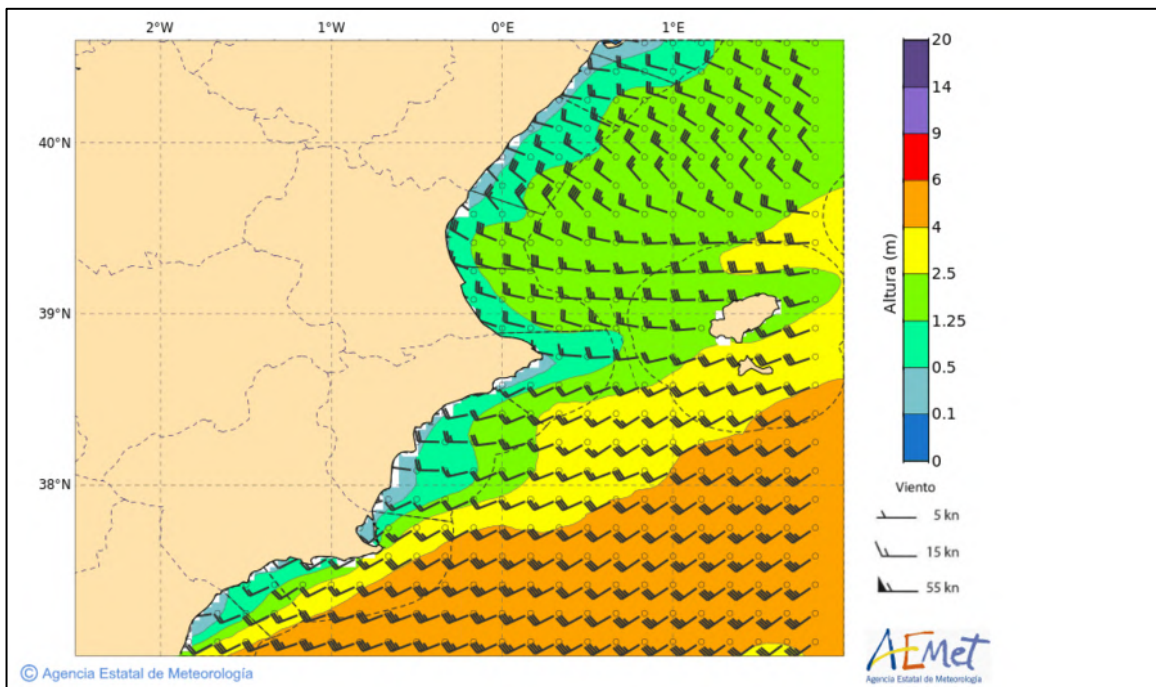 2°W 1°W 0°E 1°E
40°N
39°N
38°N
20
14
9
6
4
2.5
1.25
0.5
0.1
0
Altura (m)
Viento
5 kn
15 kn
55 kn
© Agencia Estatal de Meteorología
AEmet
Agencia Estatal de Meteorología